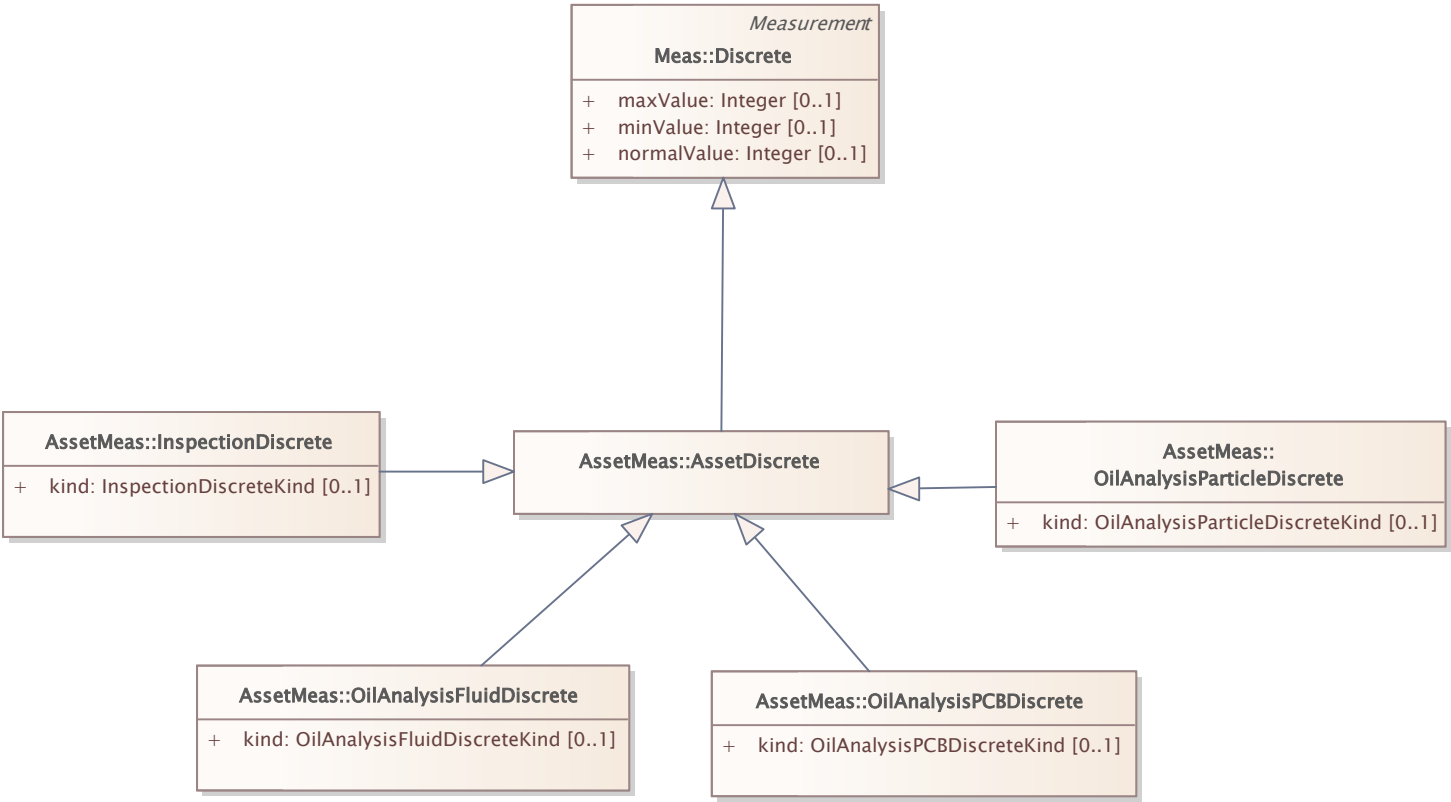 Measurement
Meas::Discrete
+ maxValue: Integer [0..1]
+ minValue: Integer [0..1]
+ normalValue: Integer [0..1]
AssetMeas::InspectionDiscrete
+ kind: InspectionDiscreteKind [0..1]
AssetMeas::AssetDiscrete
AssetMeas::
OilAnalysisParticleDiscrete
+ kind: OilAnalysisParticleDiscreteKind [0..1]
AssetMeas::OilAnalysisFluidDiscrete
+ kind: OilAnalysisFluidDiscreteKind [0..1]
AssetMeas::OilAnalysisPCBDiscrete
+ kind: OilAnalysisPCBDiscreteKind [0..1]